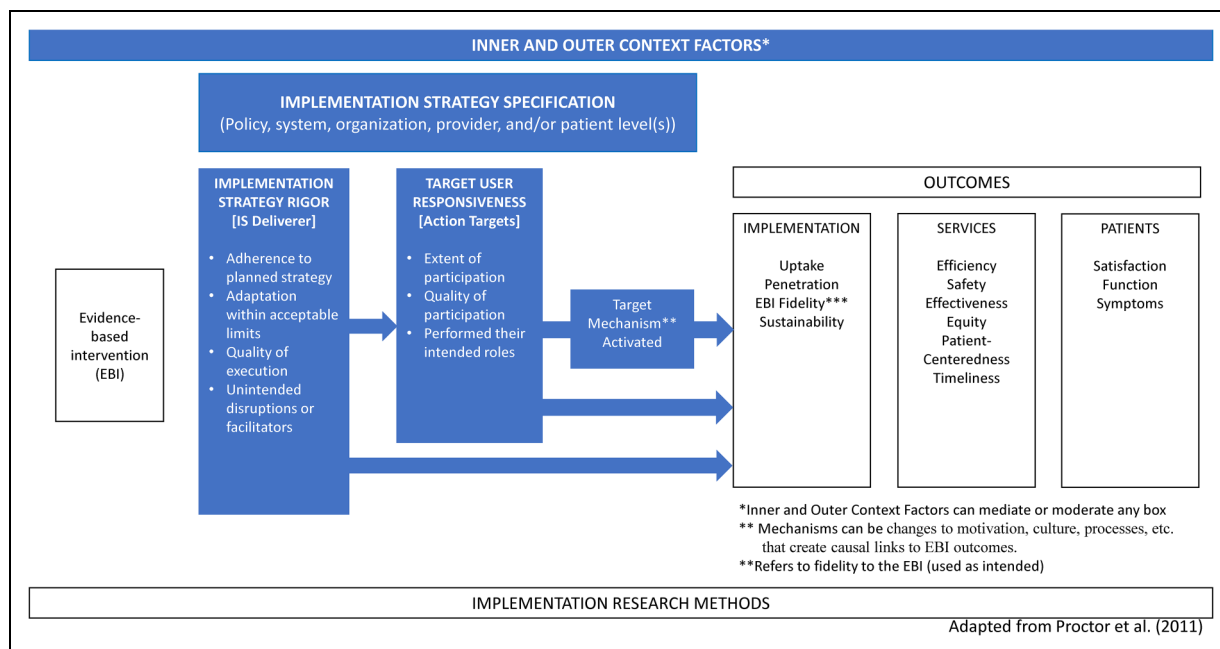 INNER AND OUTER CONTEXT FACTORS*
IMPLEMENTATION STRATEGY SPECIFICATION
(Policy, system, organization, provider, and/or patient level(s))
Evidence-
based
intervention
(EBI)
IMPLEMENTATION
STRATEGY RIGOR
[IS Deliverer]
• Adherence to
planned strategy
• Adaptation
within acceptable
limits
• Quality of
execution
• Unintended
disruptions or
facilitators
TARGET USER
RESPONSIVENESS
[Action Targets]
• Extent of
participation
• Quality of
participation
• Performed their
intended roles
Target
Mechanism**
Activated
OUTCOMES
IMPLEMENTATION
Uptake
Penetration
EBI Fidelity***
Sustainability
SERVICES
Efficiency
Safety
Effectiveness
Equity
Patient-
Centeredness
Timeliness
PATIENTS
Satisfaction
Function
Symptoms
*Inner and Outer Context Factors can mediate or moderate any box
** Mechanisms can be changes to motivation, culture, processes, etc.
that create causal links to EBI outcomes.
**Refers to fidelity to the EBI (used as intended)
IMPLEMENTATION RESEARCH METHODS
Adapted from Proctor et al. (2011)